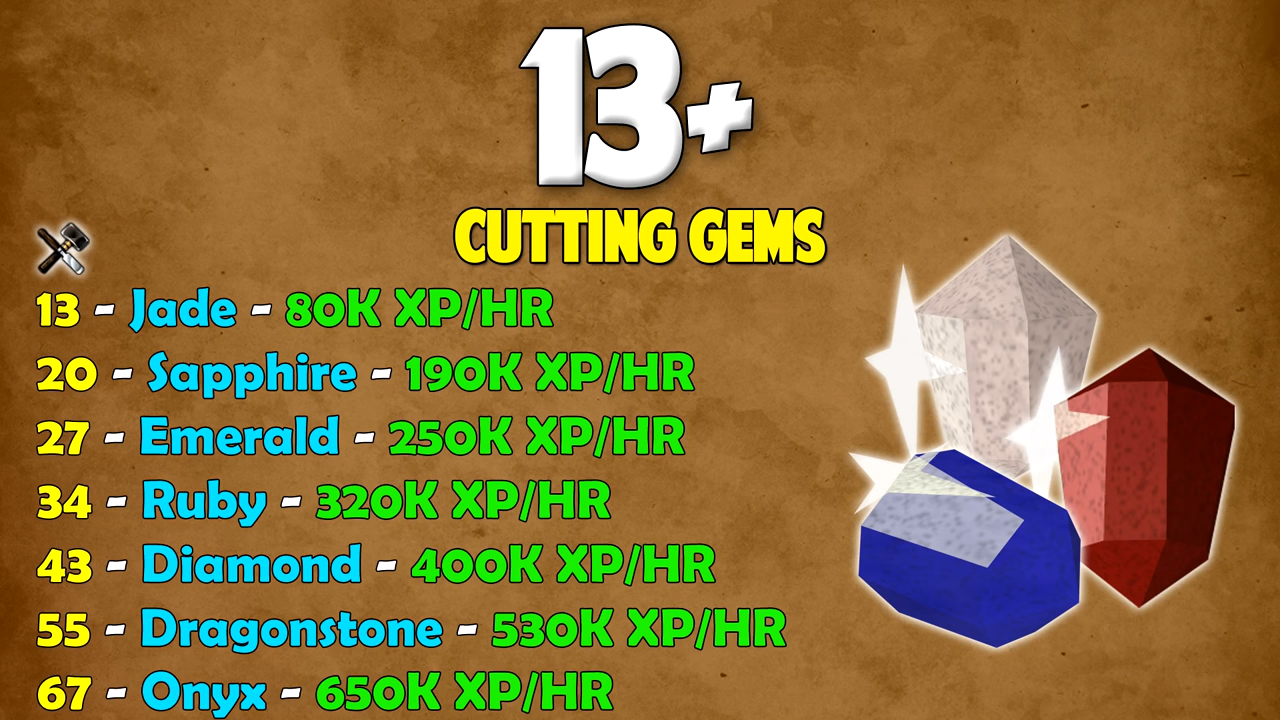 13+
CUTTING GEMS
13 - Jade - 80K XP/HR
20 - Sapphire - 190K XP/HR
27 - Emerald - 250K XP/HR
34 - Ruby - 320K XP/HR
43 - Diamond - 400K XP/HR
55 - Dragonstone - 530K XP/HR
67 - Onyx - 650K XP/HR